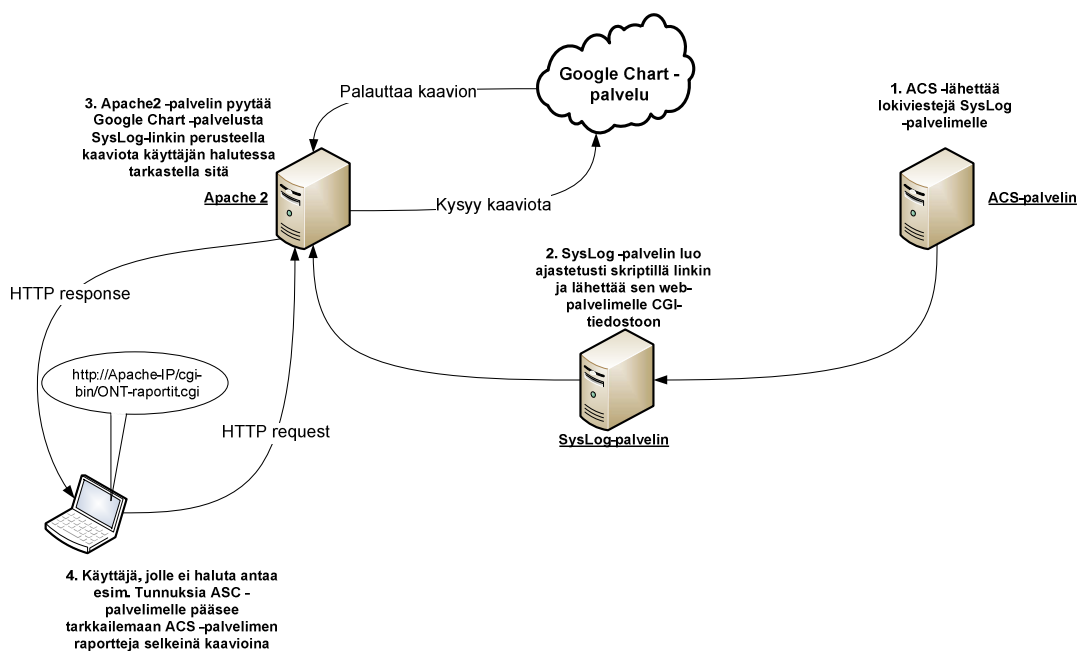 Google Chart -
palvelu
Palauttaa kaavion
1. ACS -lähettää
lokiviestejä SysLog
-palvelimelle
3. Apache2 -palvelin pyytää
Google Chart -palvelusta
SysLog-linkin perusteella
kaaviota käyttäjän halutessa
tarkastella sitä
Apache 2
Kysyy kaaviota
ACS-palvelin
2. SysLog -palvelin luo
ajastetusti skriptillä linkin
ja lähettää sen web-
palvelimelle CGI-
tiedostoon
HTTP response
http://Apache-IP/cgi-
bin/ONT-raportit.cgi
HTTP request
SysLog-palvelin
4. Käyttäjä, jolle ei haluta antaa
esim. Tunnuksia ASC -
palvelimelle pääsee
tarkkailemaan ACS -palvelimen
raportteja selkeinä kaavioina